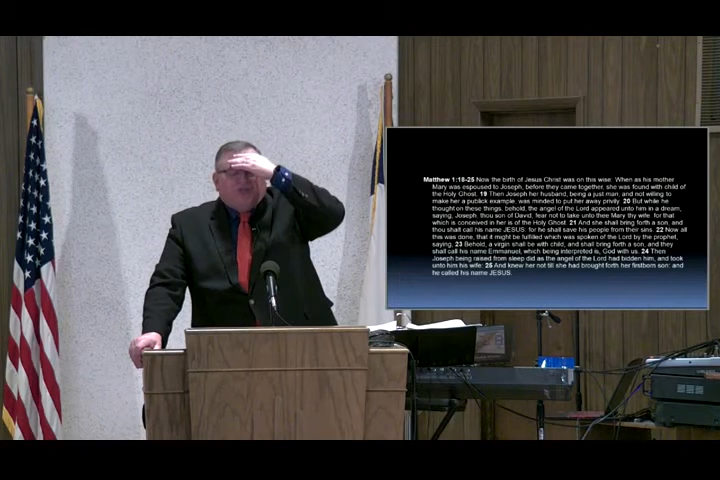 Matthew 1:18-25 Now the birth of Jesus Christ was on this wise: When as his mother
Mary was espoused to Joseph, before they came together, she was found with child of
the Holy Ghost. 19 Then Joseph her husband, being a just man, and not willing to
make her a publick example, was minded to put her away privily. 20 But while he
thought on these things, behold, the angel of the Lord appeared unto him in a dream,
saying, Joseph, thou son of David, fear not to take unto thee Mary thy wife: for that
which is conceived in her is of the Holy Ghost. 21 And she shall bring forth a son, and
thou shalt call his name JESUS: for he shall save his people from their sins. 22 Now all
this was done, that it might be fulfilled which was spoken of the Lord by the prophet,
saying, 23 Behold, a virgin shall be with child, and shall bring forth a son, and they
shall call his name Emmanuel, which being interpreted is, God with us. 24 Then
Joseph being raised from sleep did as the angel of the Lord had bidden him, and took
unto him his wife: 25 And knew her not till she had brought forth her firstborn son: and
he called his name JESUS.